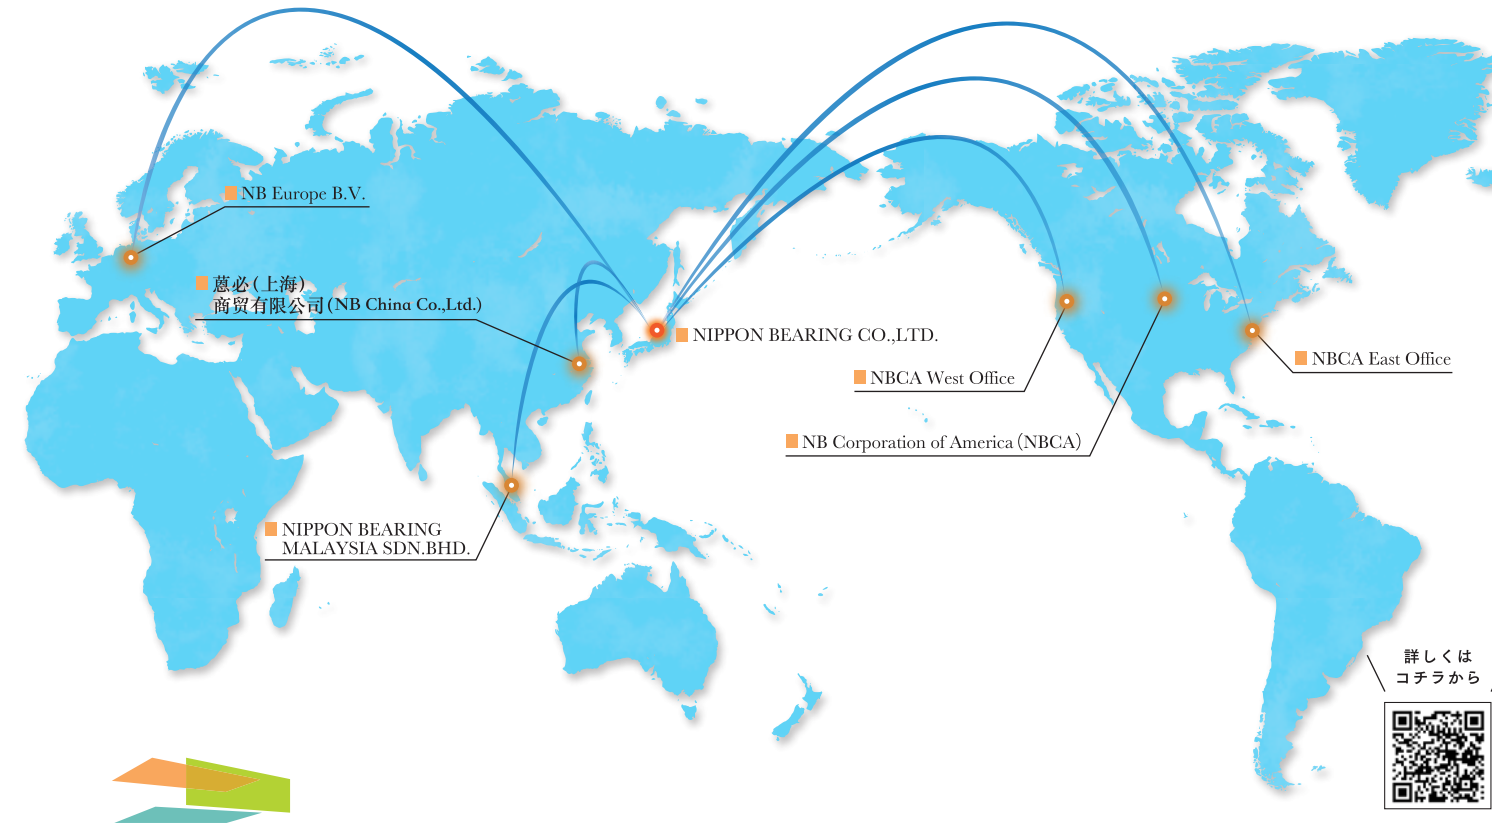 NB Europe B.V.
蒽必(上海)
商贸有限公司(NB China Co.,Ltd.)
NIPPON BEARING CO.,LTD.
NBCA West Office
NBCA East Office
NB Corporation of America (NBCA)
NIPPON BEARING
MALAYSIA SDN.BHD.
詳しくは
コチラから